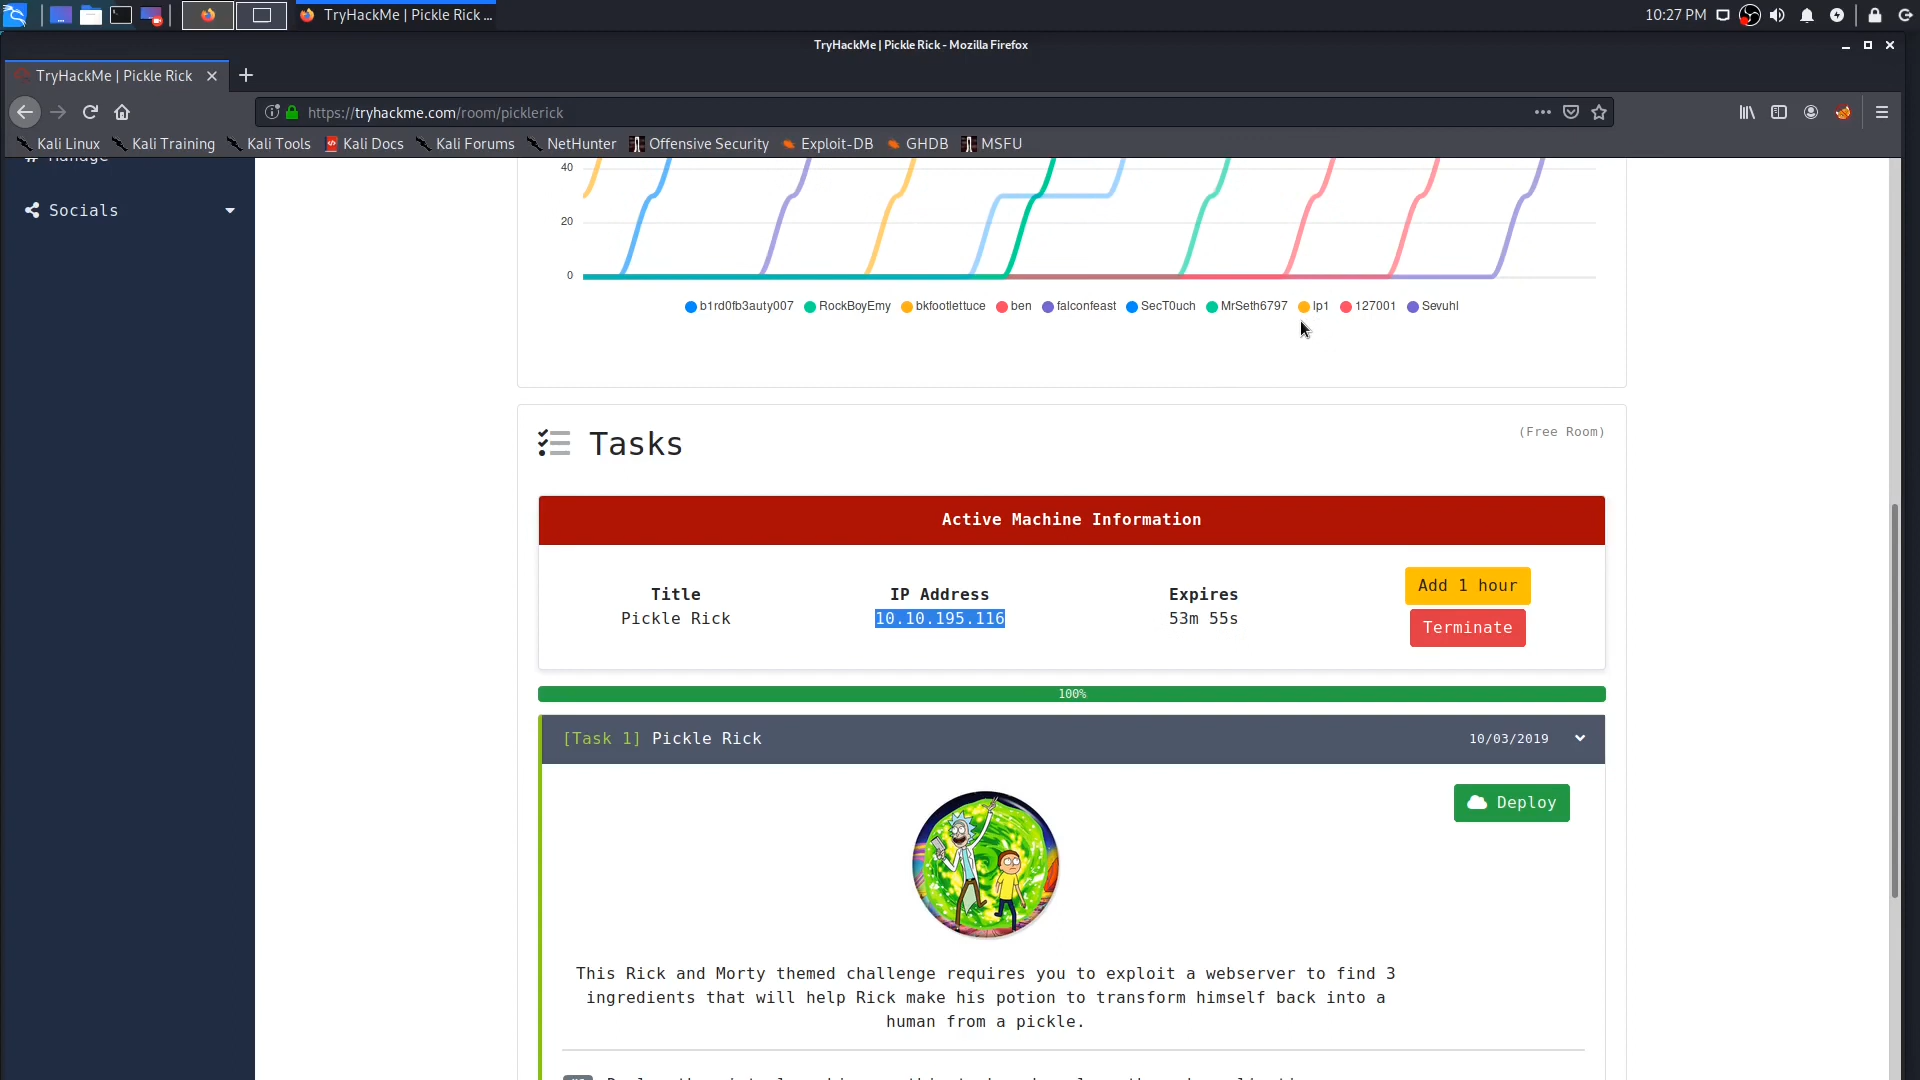 TryHackMe | Pickle Rick ...
10:27 PM
TryHackMe | Pickle Rick - Mozilla Firefox
TryHackMe | Pickle Rick
https://tryhackme.com/room/picklerick
Kali Linux Kali Training Kali Tools Kali Docs Kali Forums NetHunter Offensive Security Exploit-DB GHDB MSFU
Manage
Socials
40
20
0
b1rd0fb3auty007 RockBoyEmy bkfootlettuce ben falconfeast SecT0uch MrSeth6797 lp1 127001 Sevuhl
Tasks
(Free Room)
Active Machine Information
Title IP Address Expires
Pickle Rick 10.10.195.116 53m 55s
Add 1 hour
Terminate
100%
[Task 1] Pickle Rick 10/03/2019
Deploy
This Rick and Morty themed challenge requires you to exploit a webserver to find 3
ingredients that will help Rick make his potion to transform himself back into a
human from a pickle.